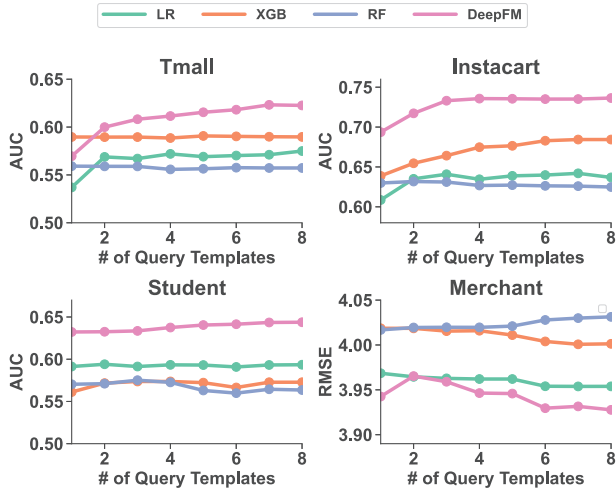 LR XGB RF DeepFM
Tmall
AUC
0.65
0.60
0.55
0.50
2 4 6 8
# of Query Templates
Instacart
AUC
0.75
0.70
0.65
0.60
2 4 6 8
# of Query Templates
Student
AUC
0.65
0.60
0.55
0.50
2 4 6 8
# of Query Templates
Merchant
RMSE
4.05
4.00
3.95
3.90
2 4 6 8
# of Query Templates